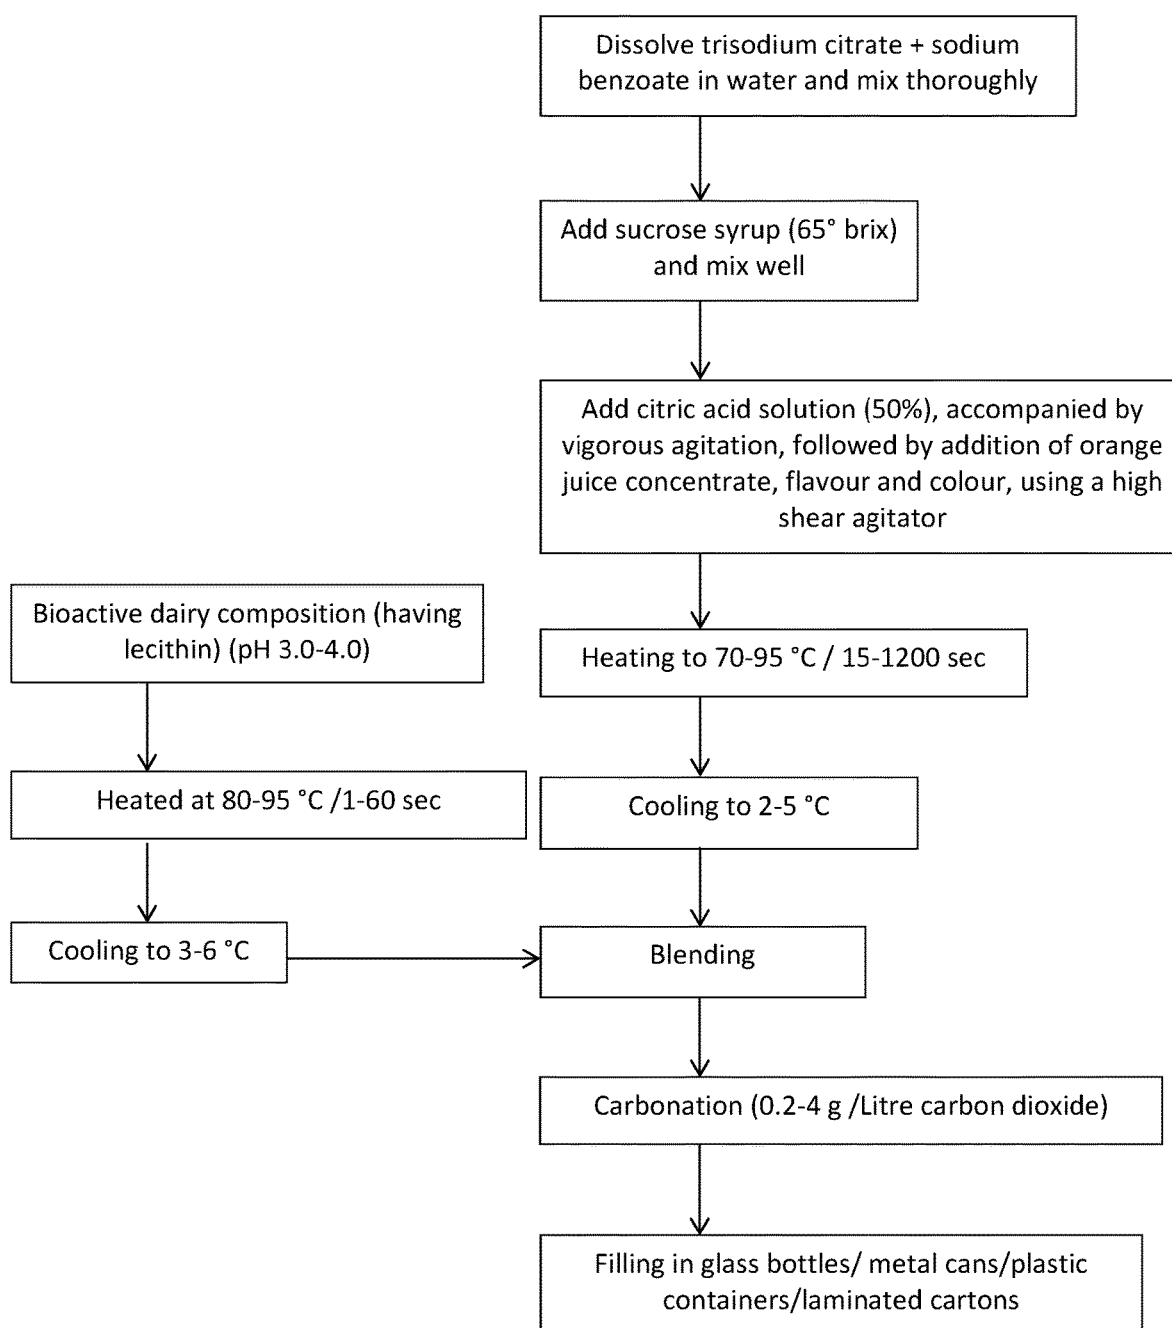 Dissolve trisodium citrate + sodium
benzoate in water and mix thoroughly
Add sucrose syrup (65° brix)
and mix well
Add citric acid solution (50%), accompanied by
vigorous agitation, followed by addition of orange
juice concentrate, flavour and colour, using a high
shear agitator
Bioactive dairy composition (having
lecithin) (pH 3.0-4.0)
Heating to 70-95 °C / 15-1200 sec
Heated at 80-95 °C /1-60 sec
Cooling to 2-5 °C
Cooling to 3-6 °C
Blending
Carbonation (0.2-4 g /Litre carbon dioxide)
Filling in glass bottles/ metal cans/plastic
containers/laminated cartons